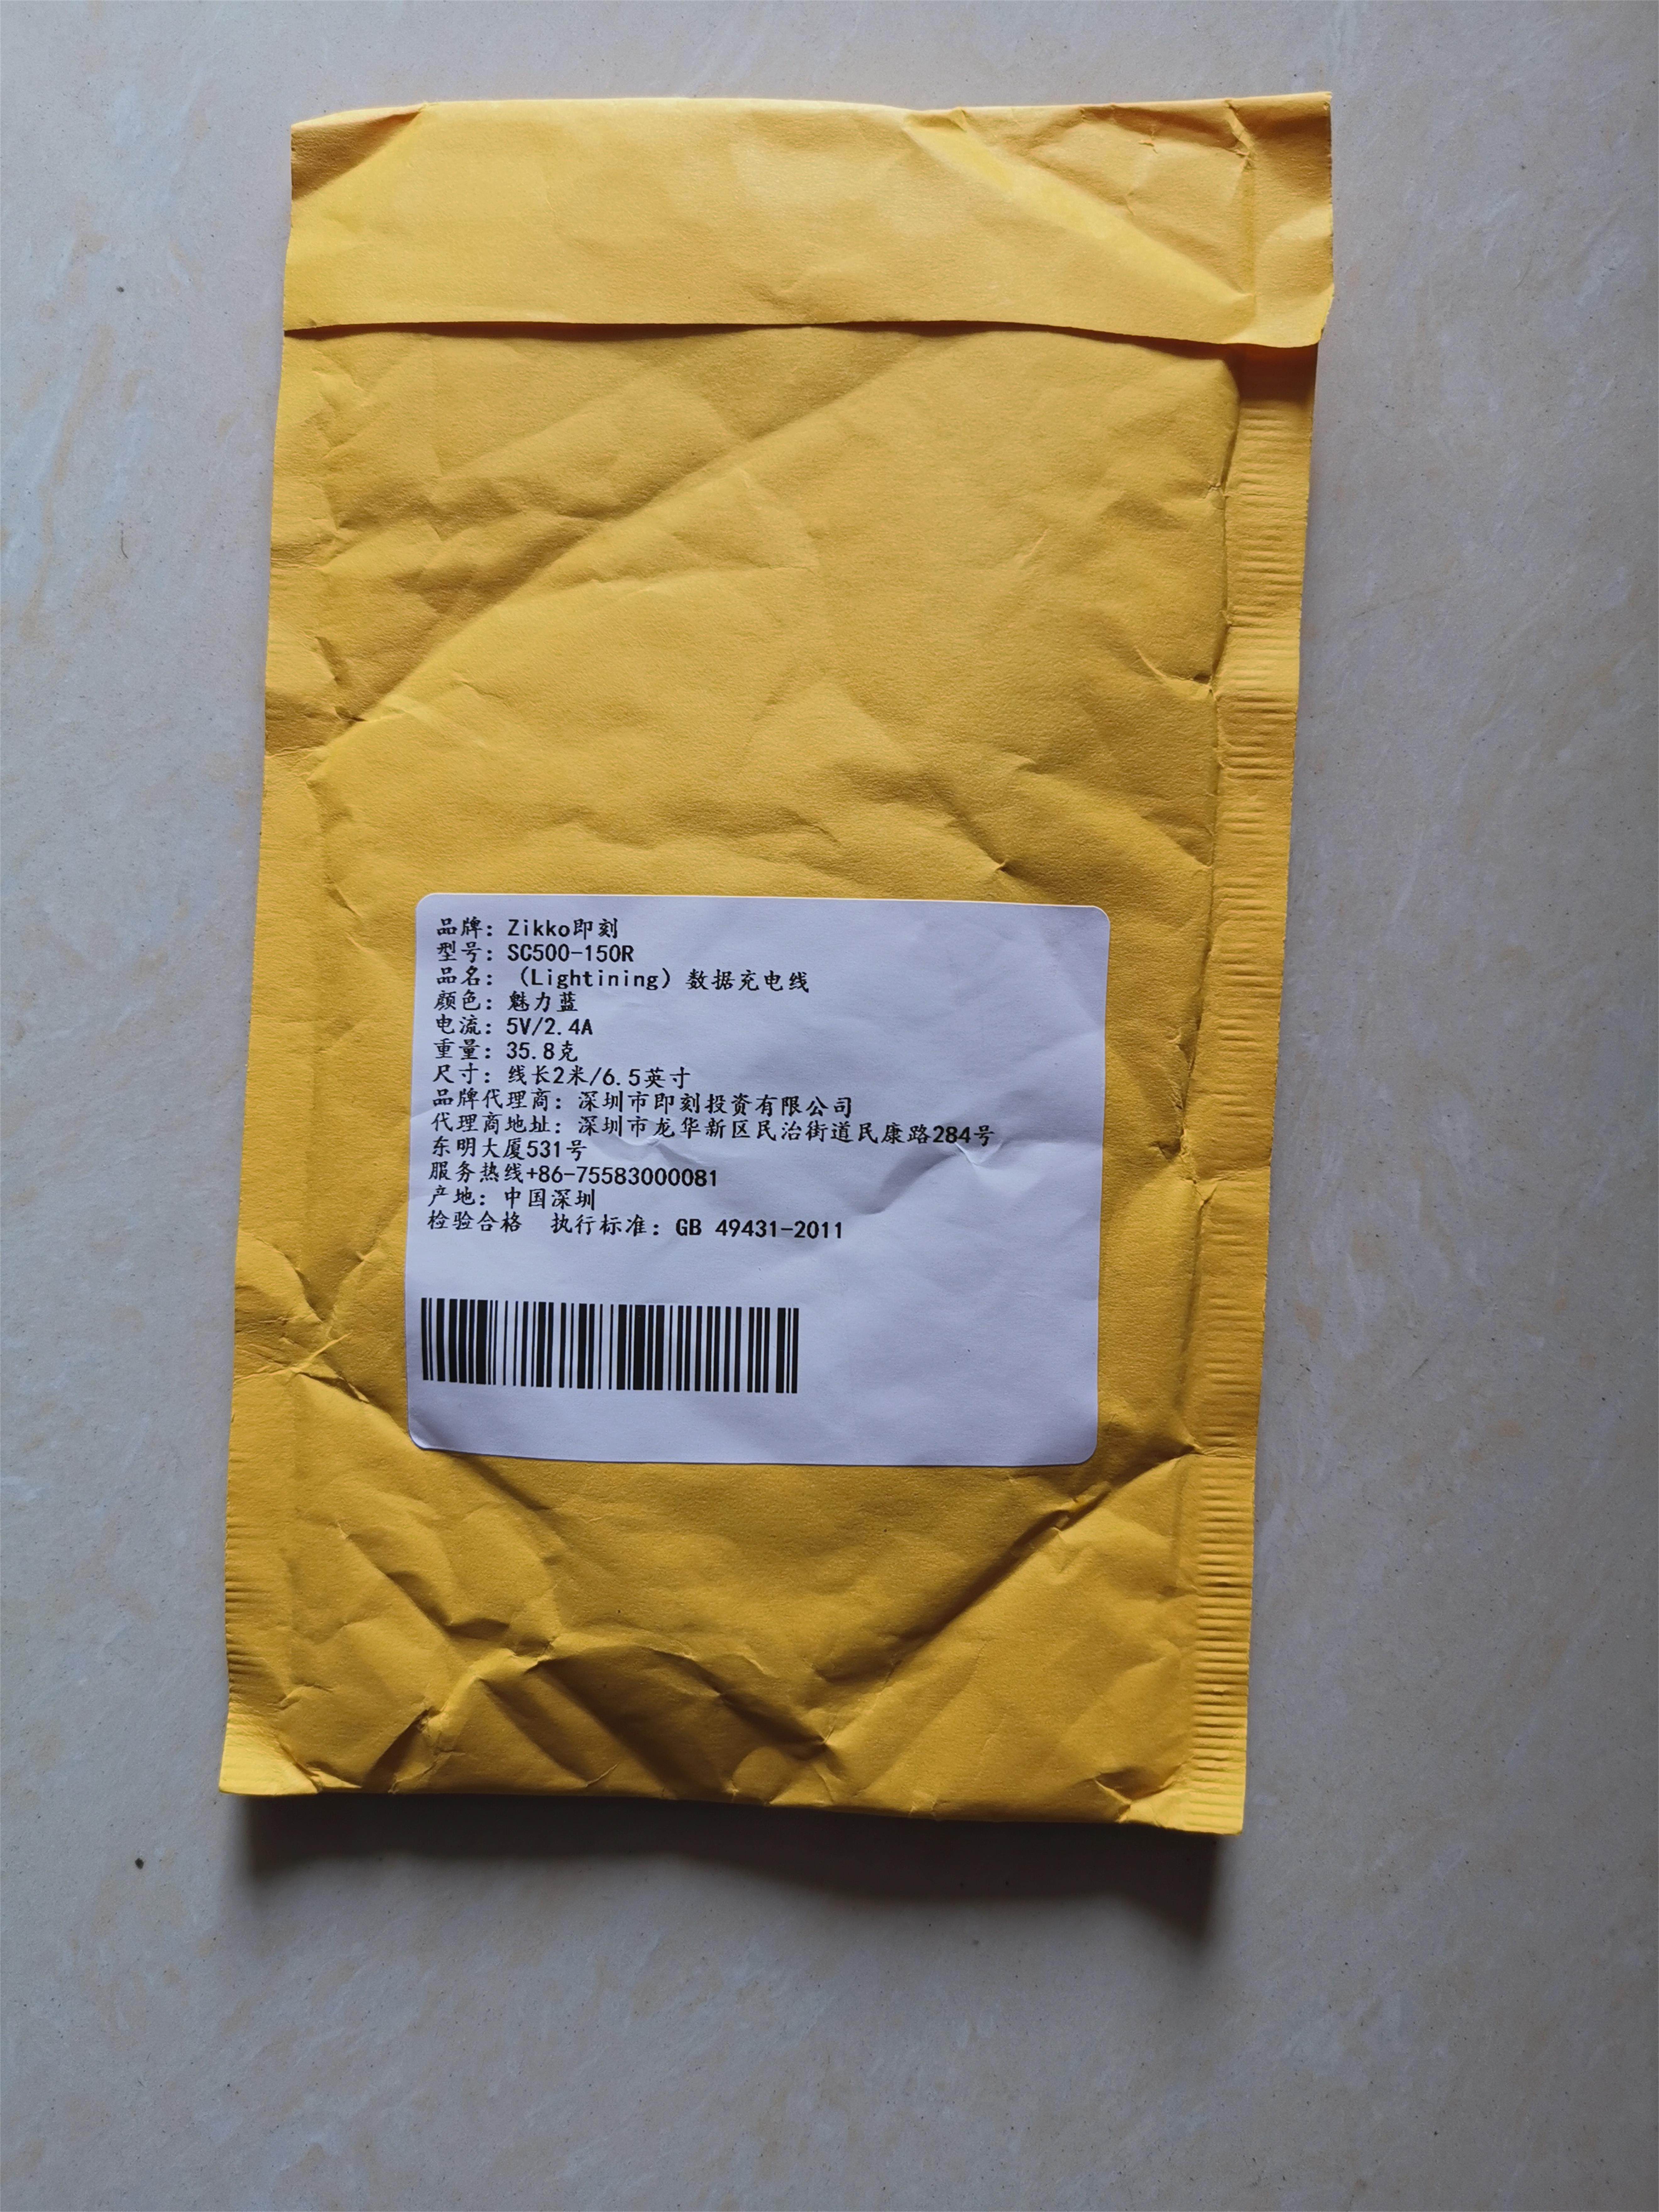 品牌：Zikko即刻
型号：SC500-150R
品名：（Lightining）数据充电线
颜色：魅力蓝
电流：5V/2.4A
重量：35.8克
尺寸：线长2米/6.5英寸
品牌代理商：深圳市即刻投资有限公司
代理商地址：深圳市龙华新区民治街道民康路284号
东明大厦531号
服务热线+86-75583000081
产地：中国深圳
检验合格 执行标准：GB 49431-2011